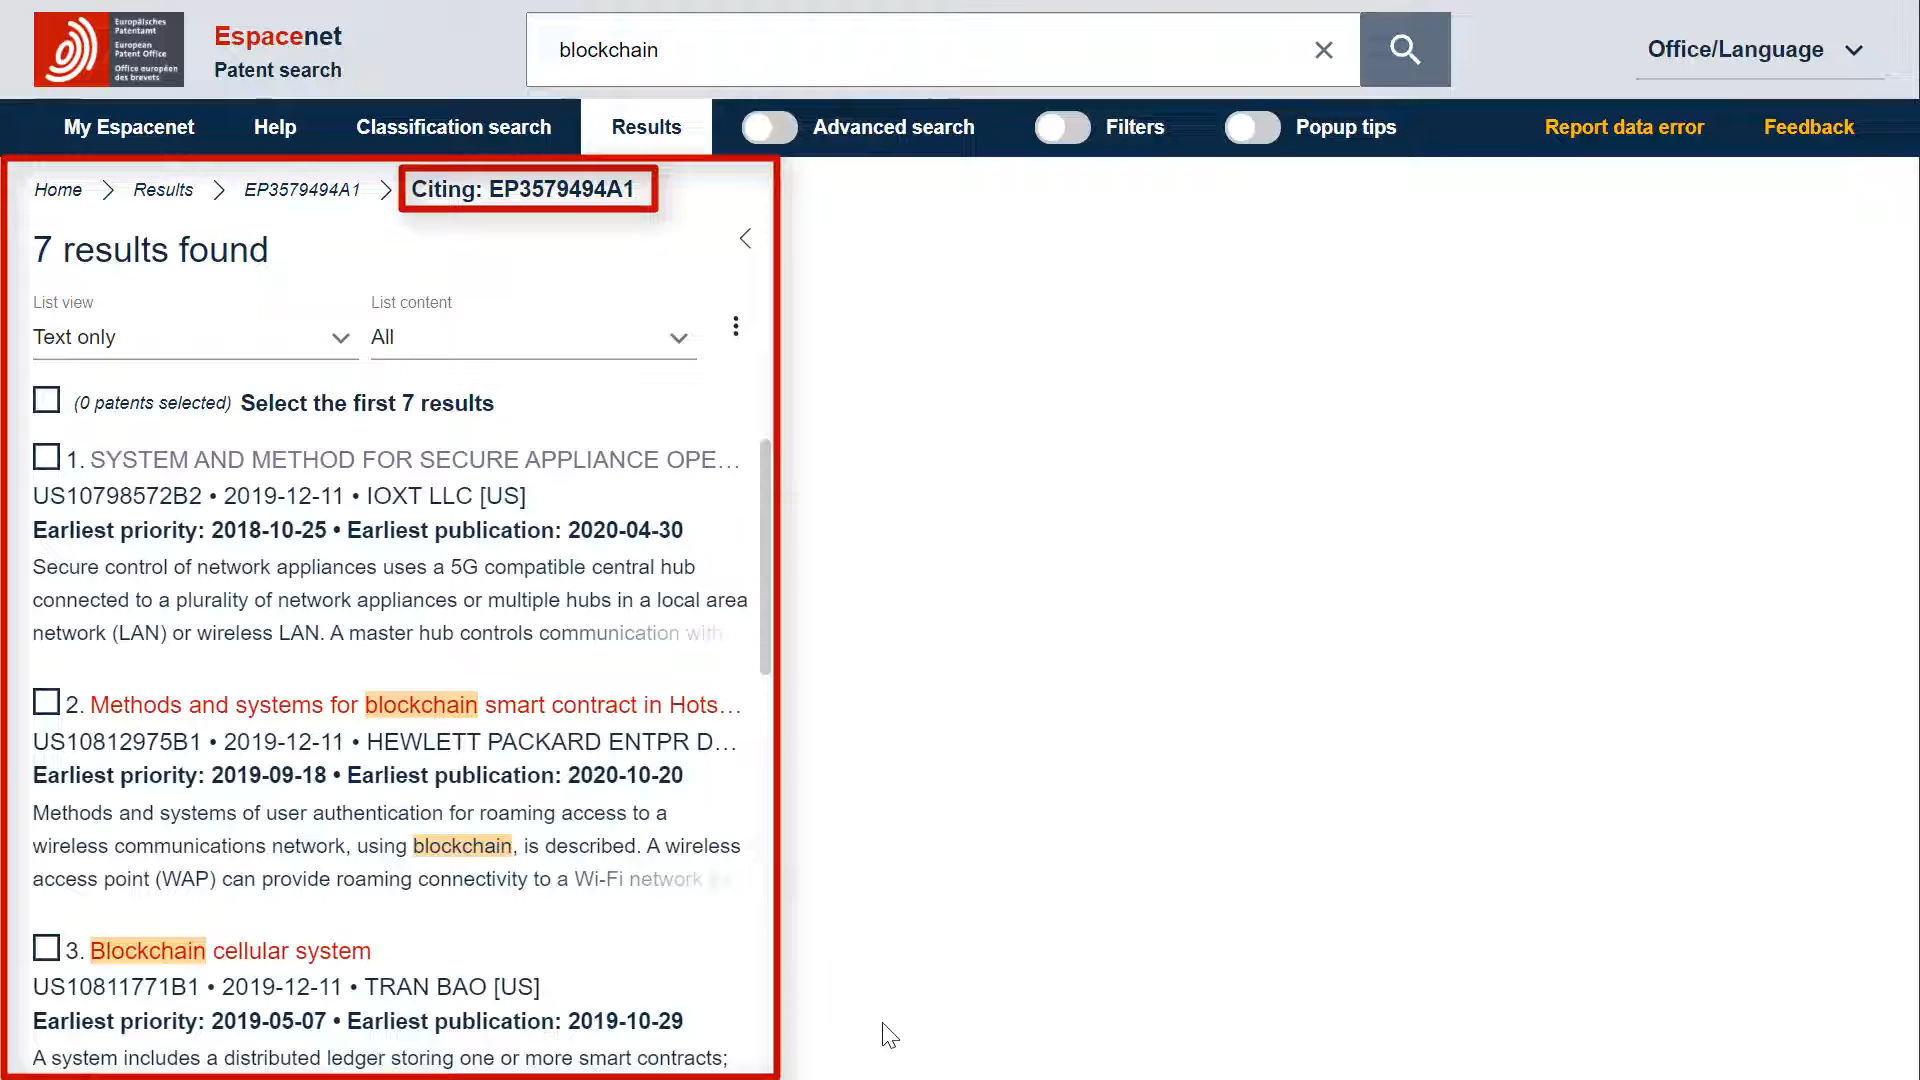 Europäisches
Patentamt
European
Patent Office
Office européen
des brevets
Espacenet
Patent search
blockchain
Office/Language
My Espacenet
Help
Classification search
Results
Advanced search
Filters
Popup tips
Report data error
Feedback
Home
Results
EP3579494A1
Citing: EP3579494A1
7 results found
List view
List content
Text only
All
(0 patents selected) Select the first 7 results
1. SYSTEM AND METHOD FOR SECURE APPLIANCE OPE…
US10798572B2 • 2019-12-11 • IOXT LLC [US]
Earliest priority: 2018-10-25 • Earliest publication: 2020-04-30
Secure control of network appliances uses a 5G compatible central hub
connected to a plurality of network appliances or multiple hubs in a local area
network (LAN) or wireless LAN. A master hub controls communication with
2. Methods and systems for blockchain smart contract in Hots…
US10812975B1 • 2019-12-11 • HEWLETT PACKARD ENTPR D…
Earliest priority: 2019-09-18 • Earliest publication: 2020-10-20
Methods and systems of user authentication for roaming access to a
wireless communications network, using blockchain, is described. A wireless
access point (WAP) can provide roaming connectivity to a Wi-Fi network
3. Blockchain cellular system
US10811771B1 • 2019-12-11 • TRAN BAO [US]
Earliest priority: 2019-05-07 • Earliest publication: 2019-10-29
A system includes a distributed ledger storing one or more smart contracts;